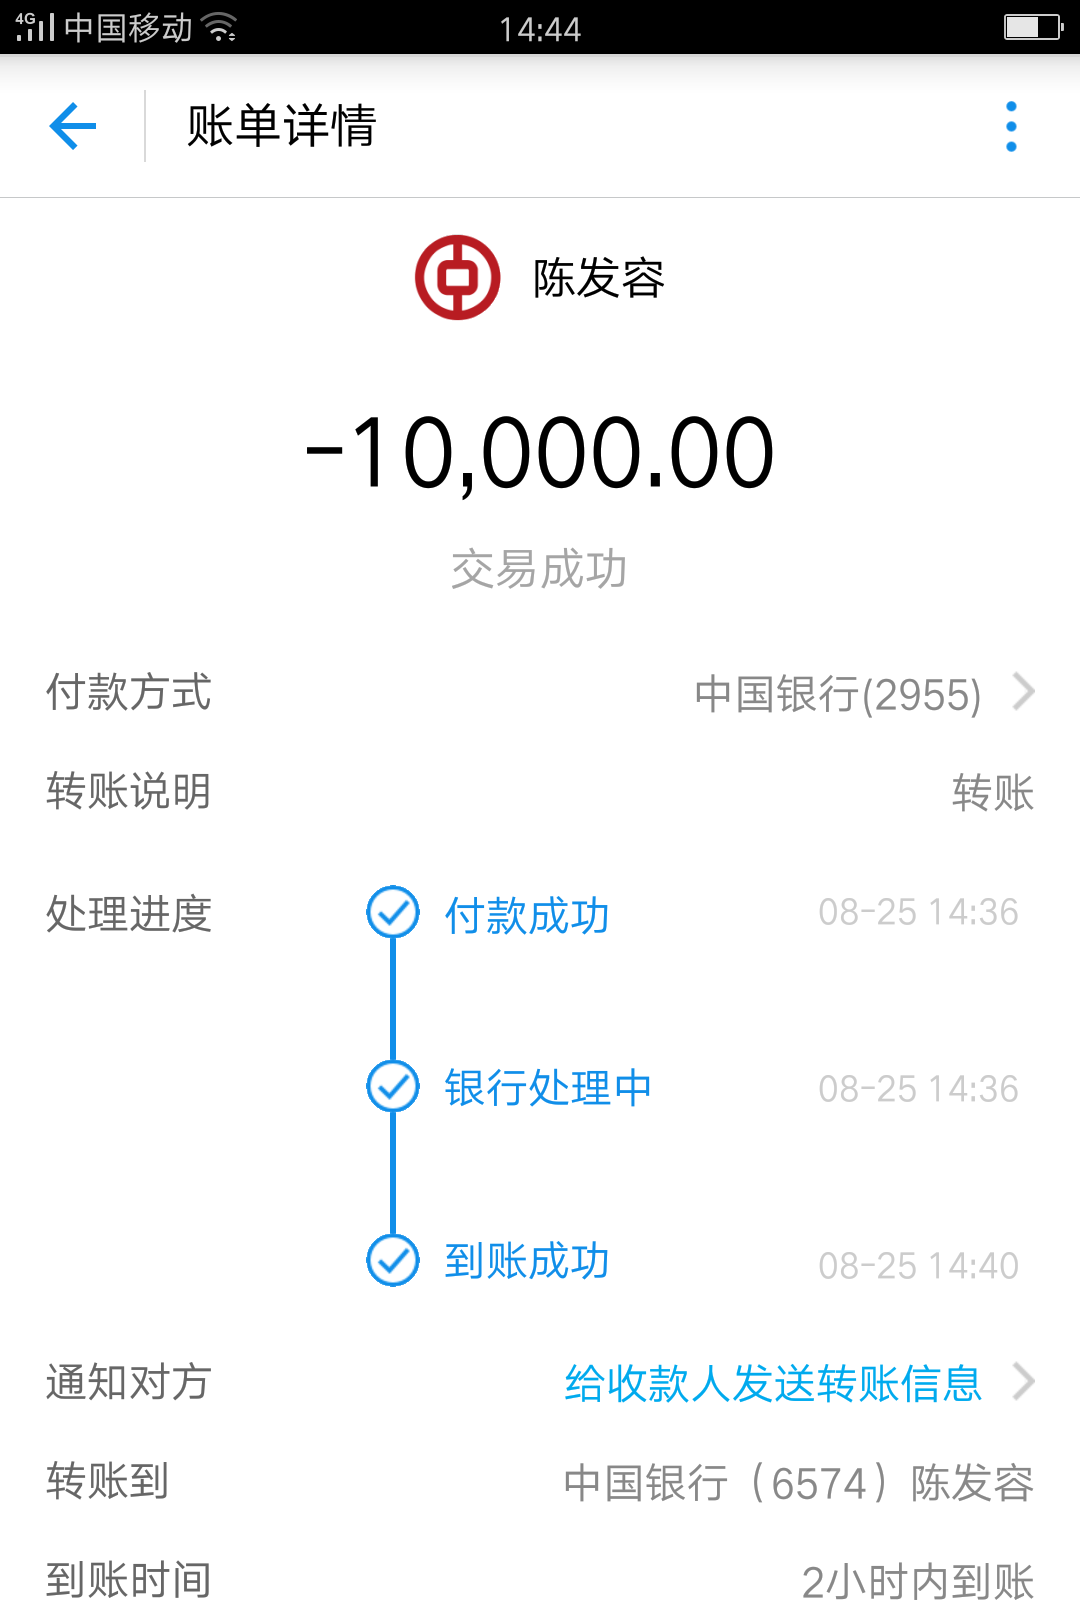 4G 中国移动 14:44
账单详情
陈发容
-10,000.00
交易成功
付款方式 中国银行(2955)
转账说明 转账
处理进度 付款成功 08-25 14:36
银行处理中 08-25 14:36
到账成功 08-25 14:40
通知对方 给收款人发送转账信息
转账到 中国银行（6574）陈发容
到账时间 2小时内到账